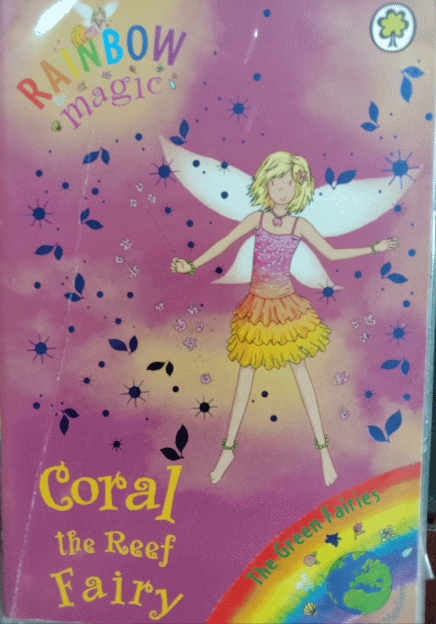 RAINBOW
magic
Coral
the Reef
Fairy
The Green Fairies